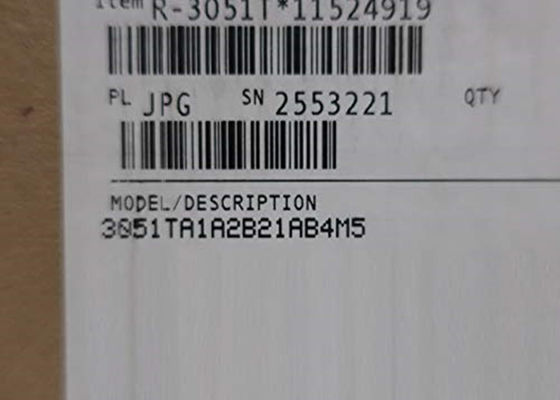 Item R-3051T*11524919
PL JPG SN 2553221 QTY
MODEL/DESCRIPTION
3051TA1A2B21AB4M5